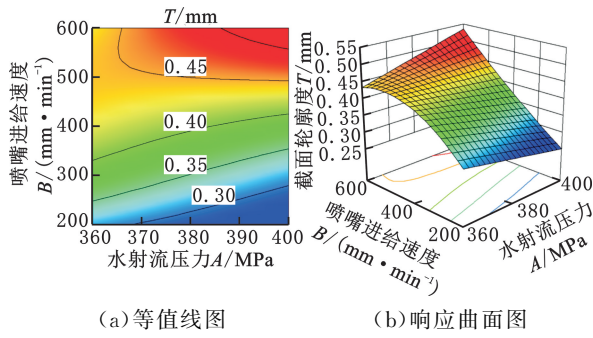 T/mm
600
500
400
300
200
0.45
0.40
0.35
0.30
360 370 380 390 400
喷嘴进给速度
B/(mm·min⁻¹)
水射流压力A/MPa
(a)等值线图
截面轮廓度T/mm
0.55
0.50
0.45
0.40
0.35
0.30
0.25
600
400
200
喷嘴进给速度
B/(mm·min⁻¹)
360
380
400
水射流压力
A/MPa
(b)响应曲面图